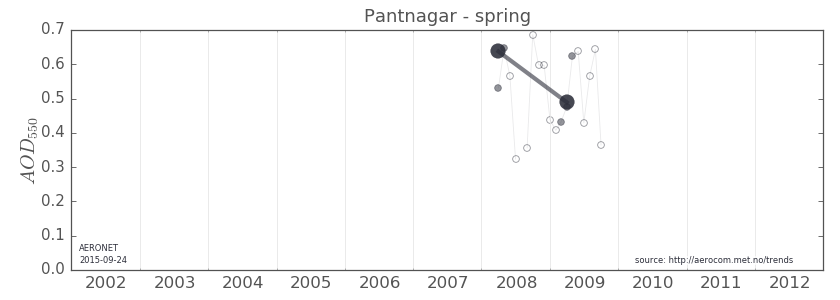 Pantnagar - spring
0.7
0.6
0.5
0.4
0.3
0.2
0.1
0.0
AOD550
AERONET
2015-09-24
source: http://aerocom.met.no/trends
2002 2003 2004 2005 2006 2007 2008 2009 2010 2011 2012